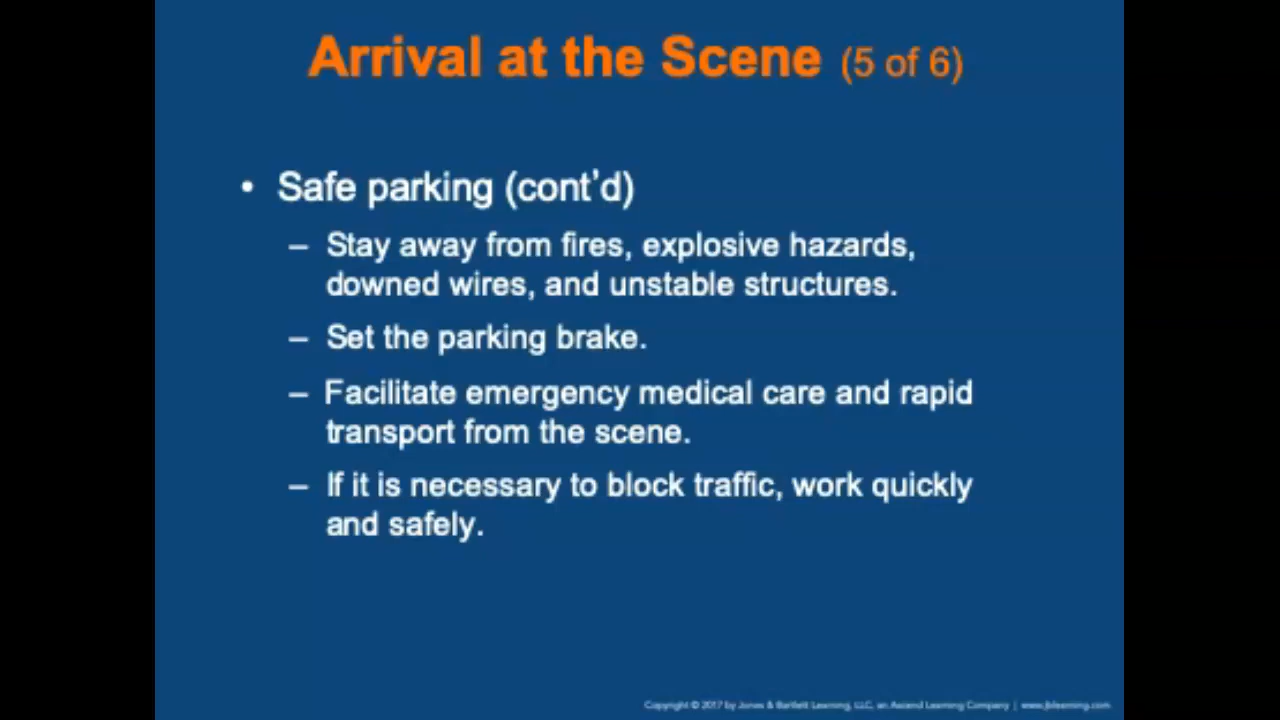 Arrival at the Scene (5 of 6)
• Safe parking (cont’d)
– Stay away from fires, explosive hazards,
downed wires, and unstable structures.
– Set the parking brake.
– Facilitate emergency medical care and rapid
transport from the scene.
– If it is necessary to block traffic, work quickly
and safely.
Copyright © 2017 by Jones & Bartlett Learning, LLC, an Ascend Learning Company | www.jblearning.com